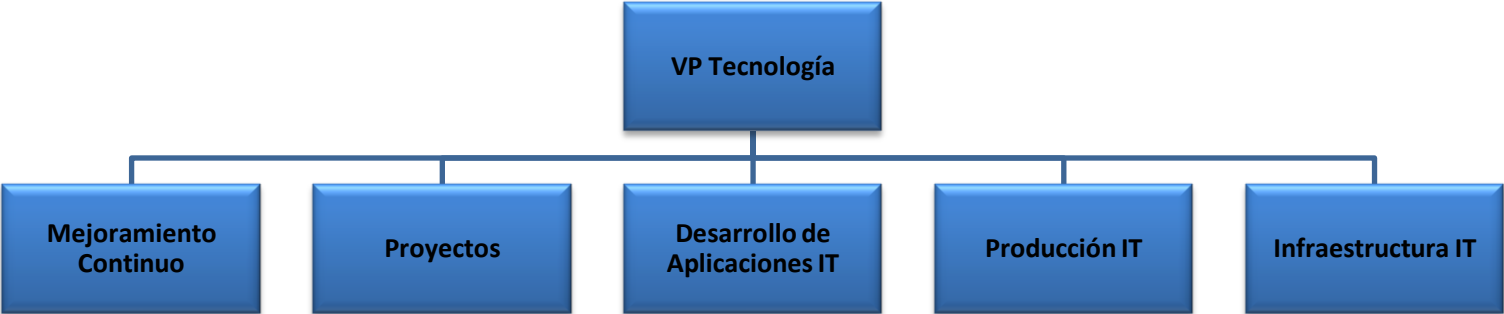 VP Tecnología
Mejoramiento
Continuo
Proyectos
Desarrollo de
Aplicaciones IT
Producción IT
Infraestructura IT